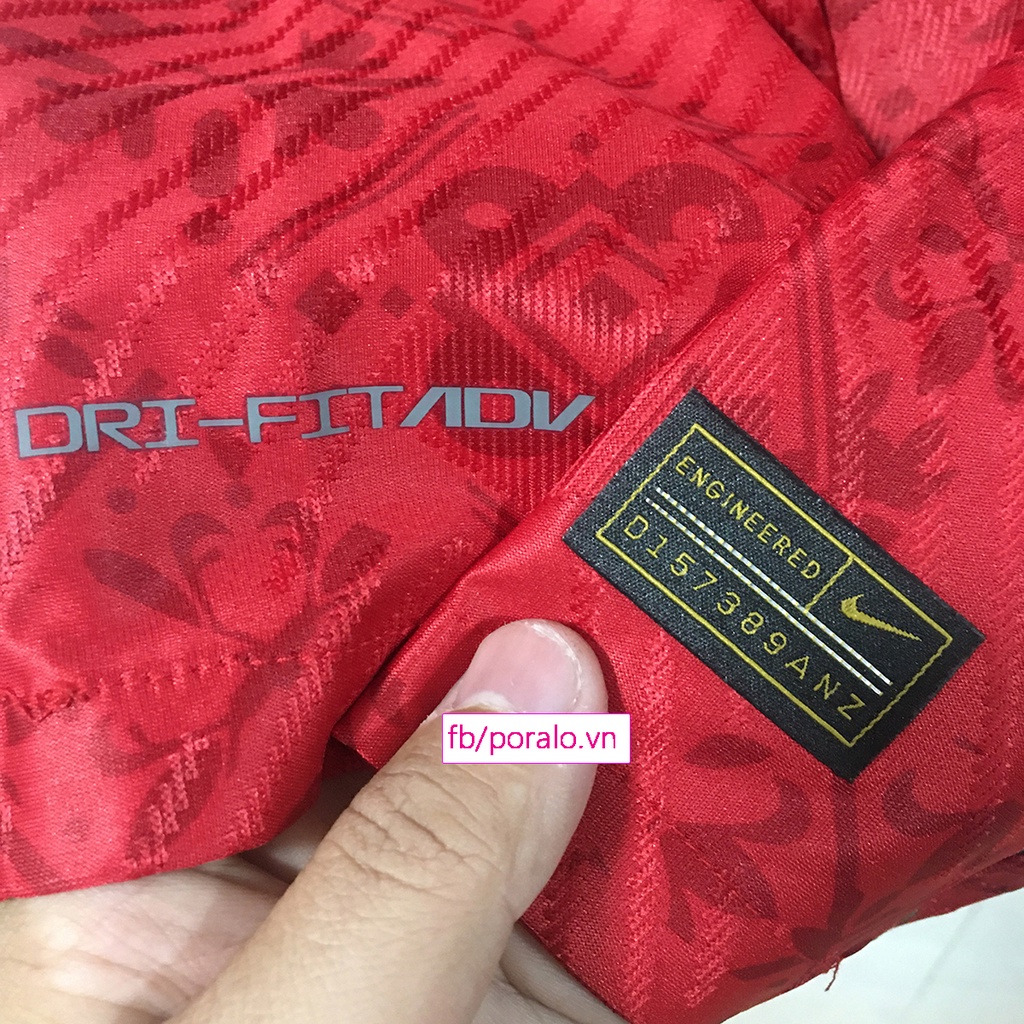 DRI-FIT ADV
ENGINEERED
D157389ANZ
fb/poralo.vn